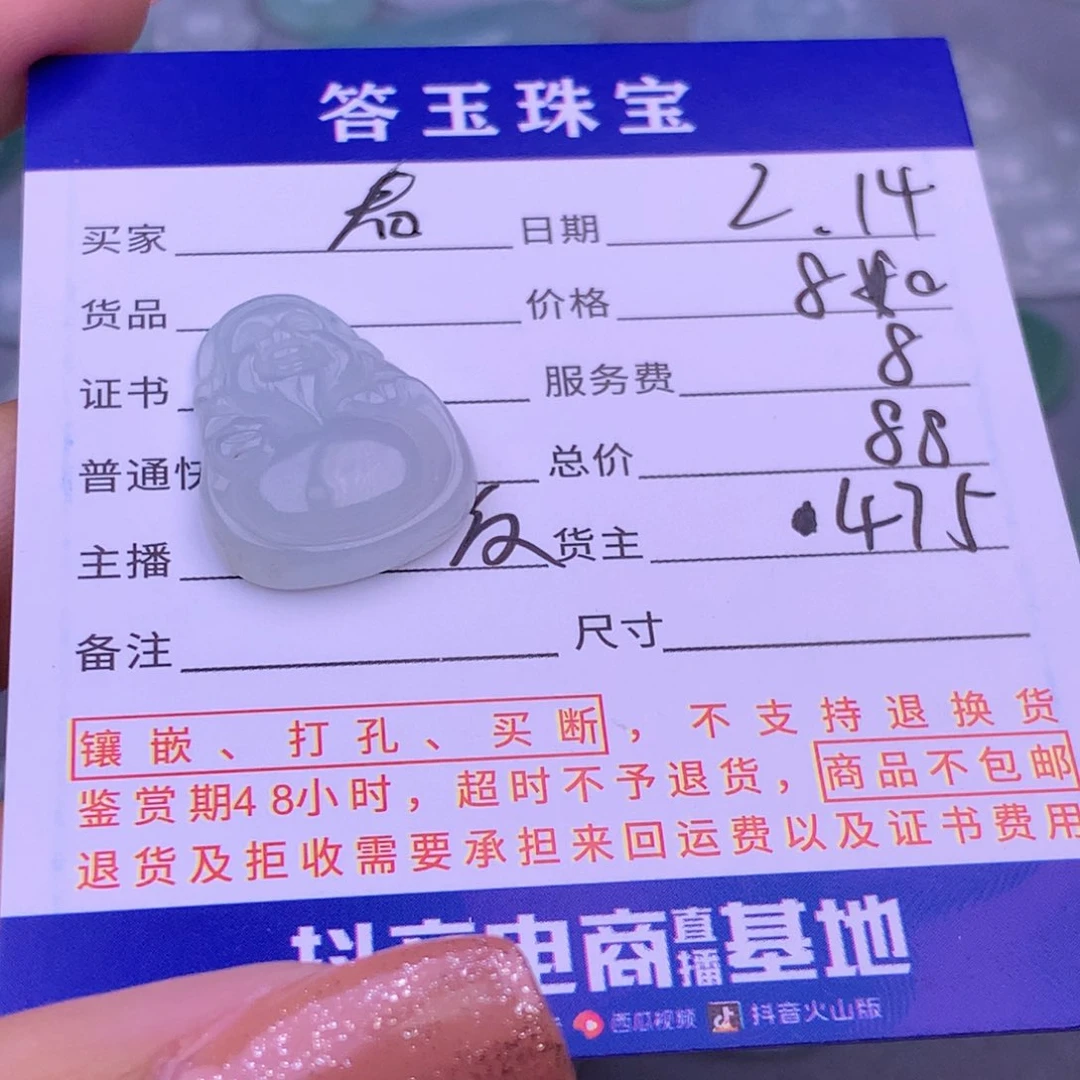 答玉珠宝
买家 日期 2.14
货品 价格 80
证书 服务费 8
普通快 总价 88
主播 货主 .475
备注 尺寸
镶嵌、打孔、买断，不支持退换货
鉴赏期48小时，超时不予退货，商品不包邮
退货及拒收需要承担来回运费以及证书费用
抖音电商直播基地
西瓜视频 抖音火山版